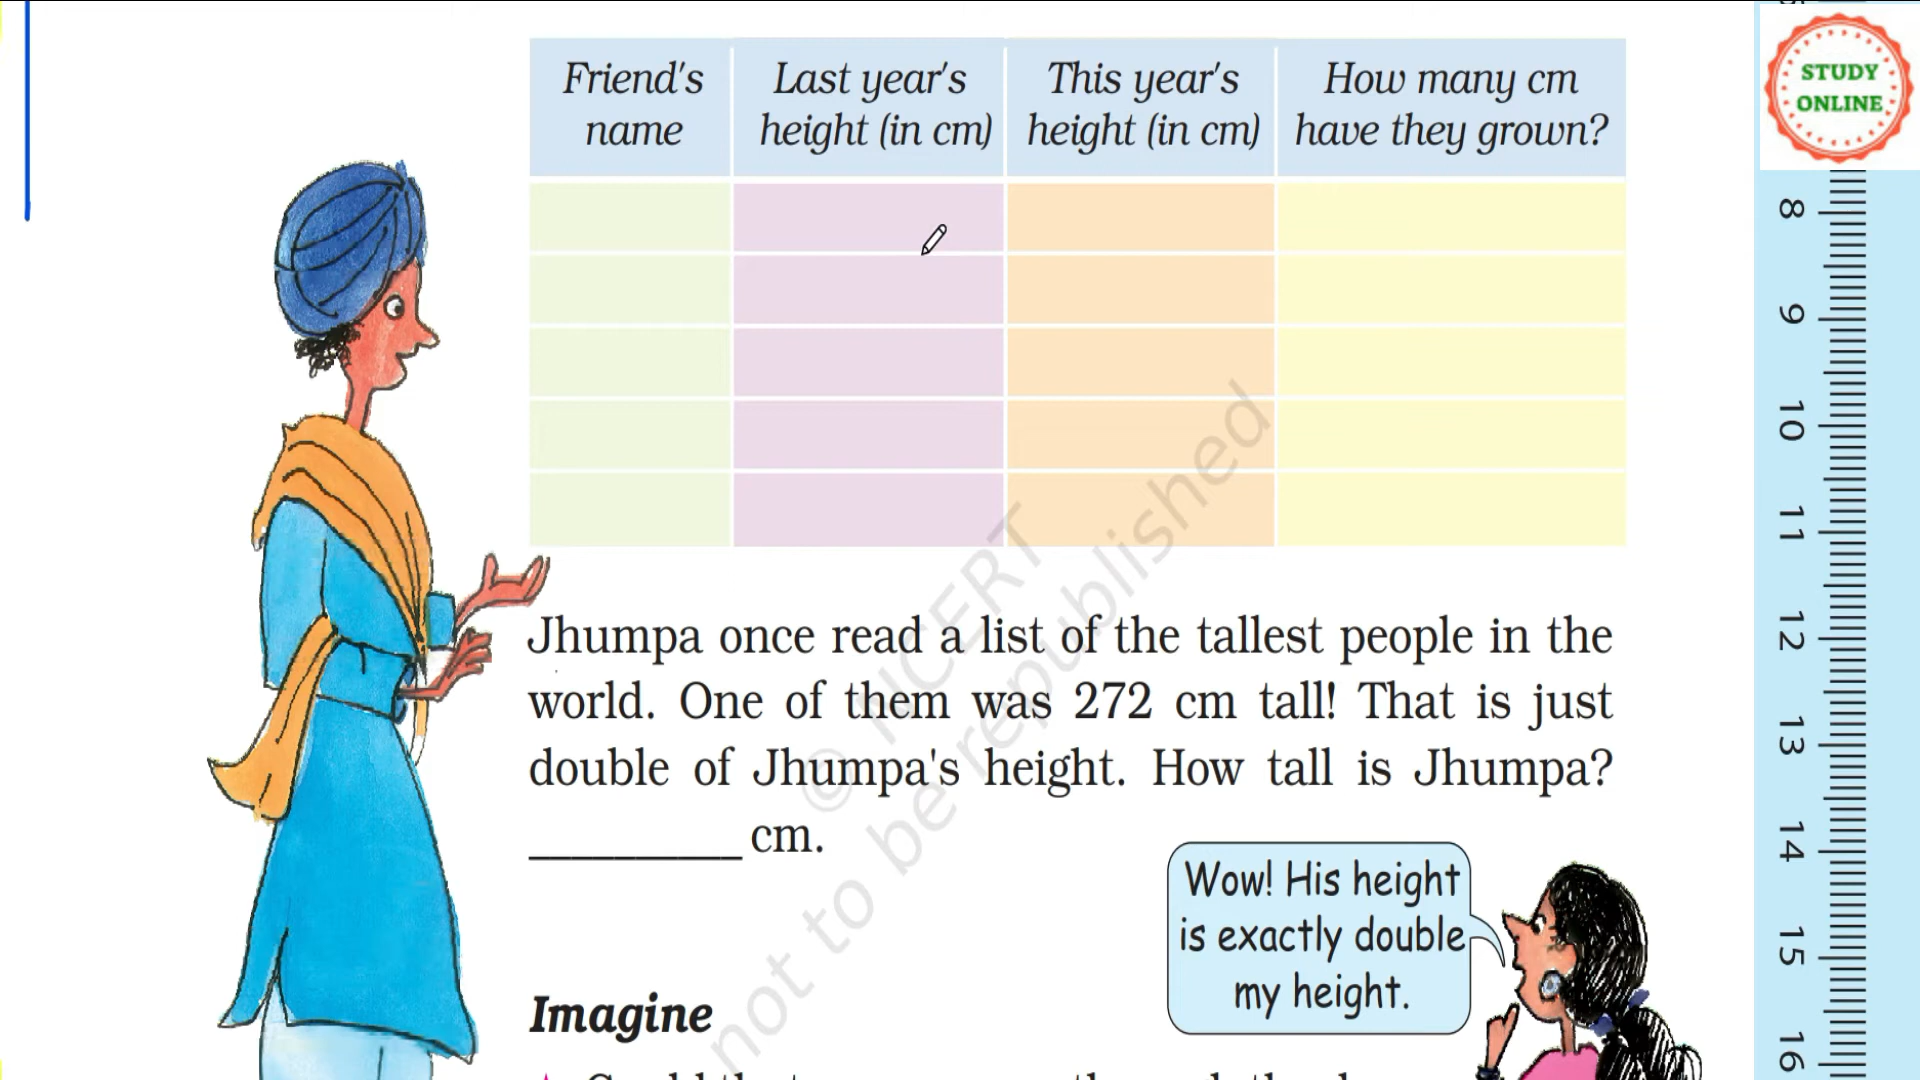 Friend's name
Last year's height (in cm)
This year's height (in cm)
How many cm have they grown?
STUDY
ONLINE
Jhumpa once read a list of the tallest people in the
world. One of them was 272 cm tall! That is just
double of Jhumpa's height. How tall is Jhumpa?
__________ cm.
Wow! His height
is exactly double
my height.
Imagine
© NCERT
not to be republished
8
9
10
11
12
13
14
15
16